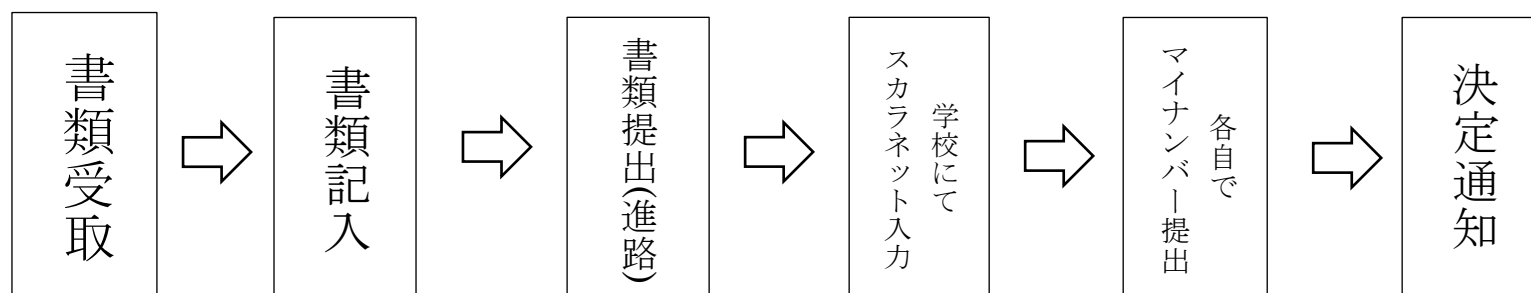 書類受取
書類記入
書類提出(進路)
学校にて
スカラネット入力
各自で
マイナンバー提出
決定通知